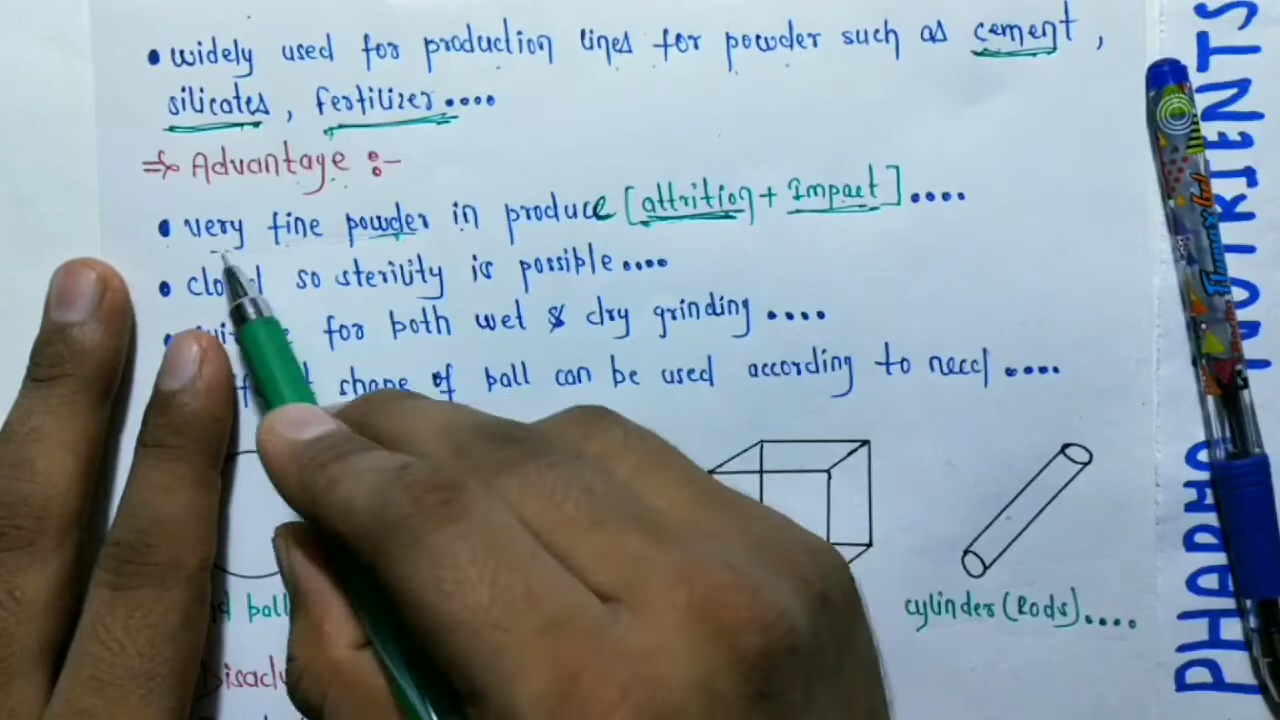 • widely used for production lines for powder such as cement ,
silicates , fertilizer....
⇒ Advantage :-
• very fine powder in produce [attrition + Impact]....
• so sterility is possible....
• for both wet & dry grinding ....
shape of ball can be used according to need ....
ball
cylinder (Rods)....
PHARMA NUTRIENTS